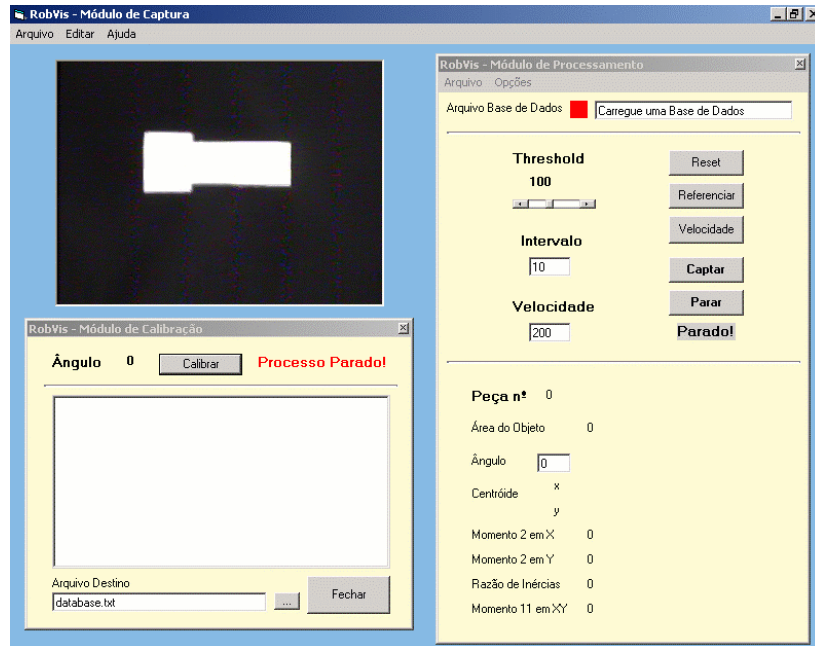 RobVis - Módulo de Captura
Arquivo Editar Ajuda
RobVis - Módulo de Processamento
Arquivo Opções
Arquivo Base de Dados Carregue uma Base de Dados
Threshold
100
Reset
Referenciar
Velocidade
Intervalo
10
Captar
Parar
Velocidade
200
Parado!
RobVis - Módulo de Calibração
Ângulo 0 Calibrar Processo Parado!
Arquivo Destino
database.txt ... Fechar
Peça nº 0
Área do Objeto 0
Ângulo 0
Centróide x
y
Momento 2 em X 0
Momento 2 em Y 0
Razão de Inércias 0
Momento 11 em XY 0